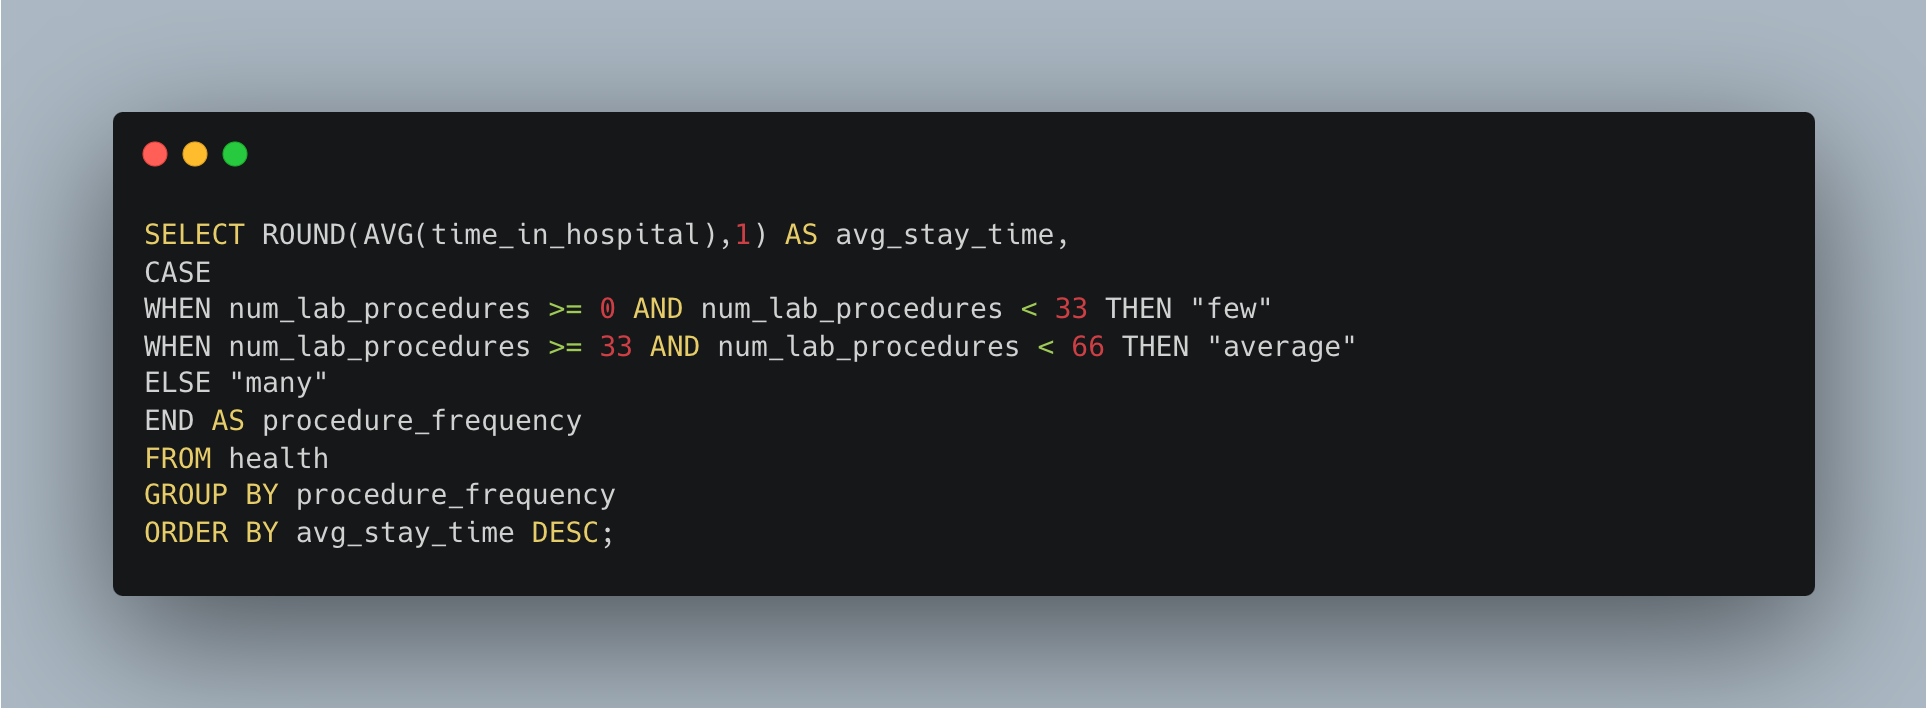 SELECT ROUND(AVG(time_in_hospital),1) AS avg_stay_time,
CASE
WHEN num_lab_procedures >= 0 AND num_lab_procedures < 33 THEN "few"
WHEN num_lab_procedures >= 33 AND num_lab_procedures < 66 THEN "average"
ELSE "many"
END AS procedure_frequency
FROM health
GROUP BY procedure_frequency
ORDER BY avg_stay_time DESC;